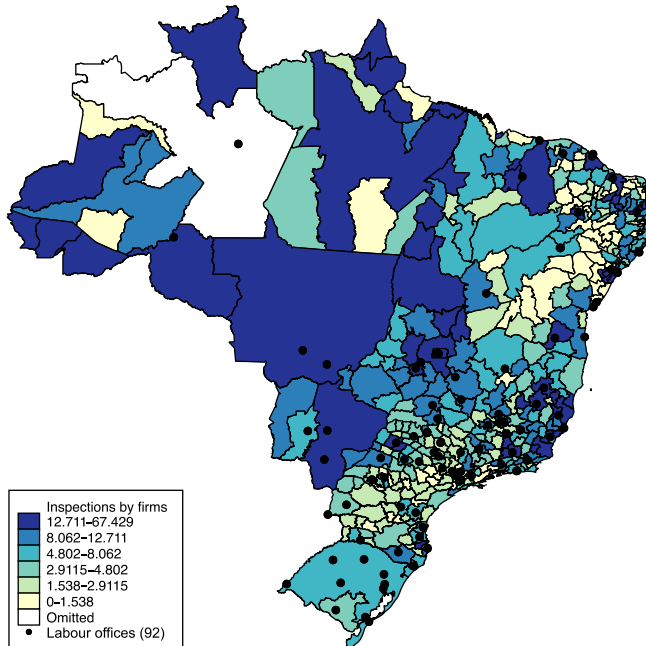 Inspections by firms
12.711–67.429
8.062–12.711
4.802–8.062
2.9115–4.802
1.538–2.9115
0–1.538
Omitted
Labour offices (92)